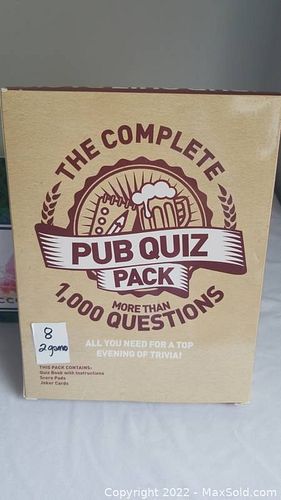 THE COMPLETE
PUB QUIZ
PACK
MORE THAN
1,000 QUESTIONS
8
2 game
ALL YOU NEED FOR A TOP
EVENING OF TRIVIA!
THIS PACK CONTAINS:
Quiz Book with Instructions
Score Pads
Joker Cards
Copyright 2022 - MaxSold.com